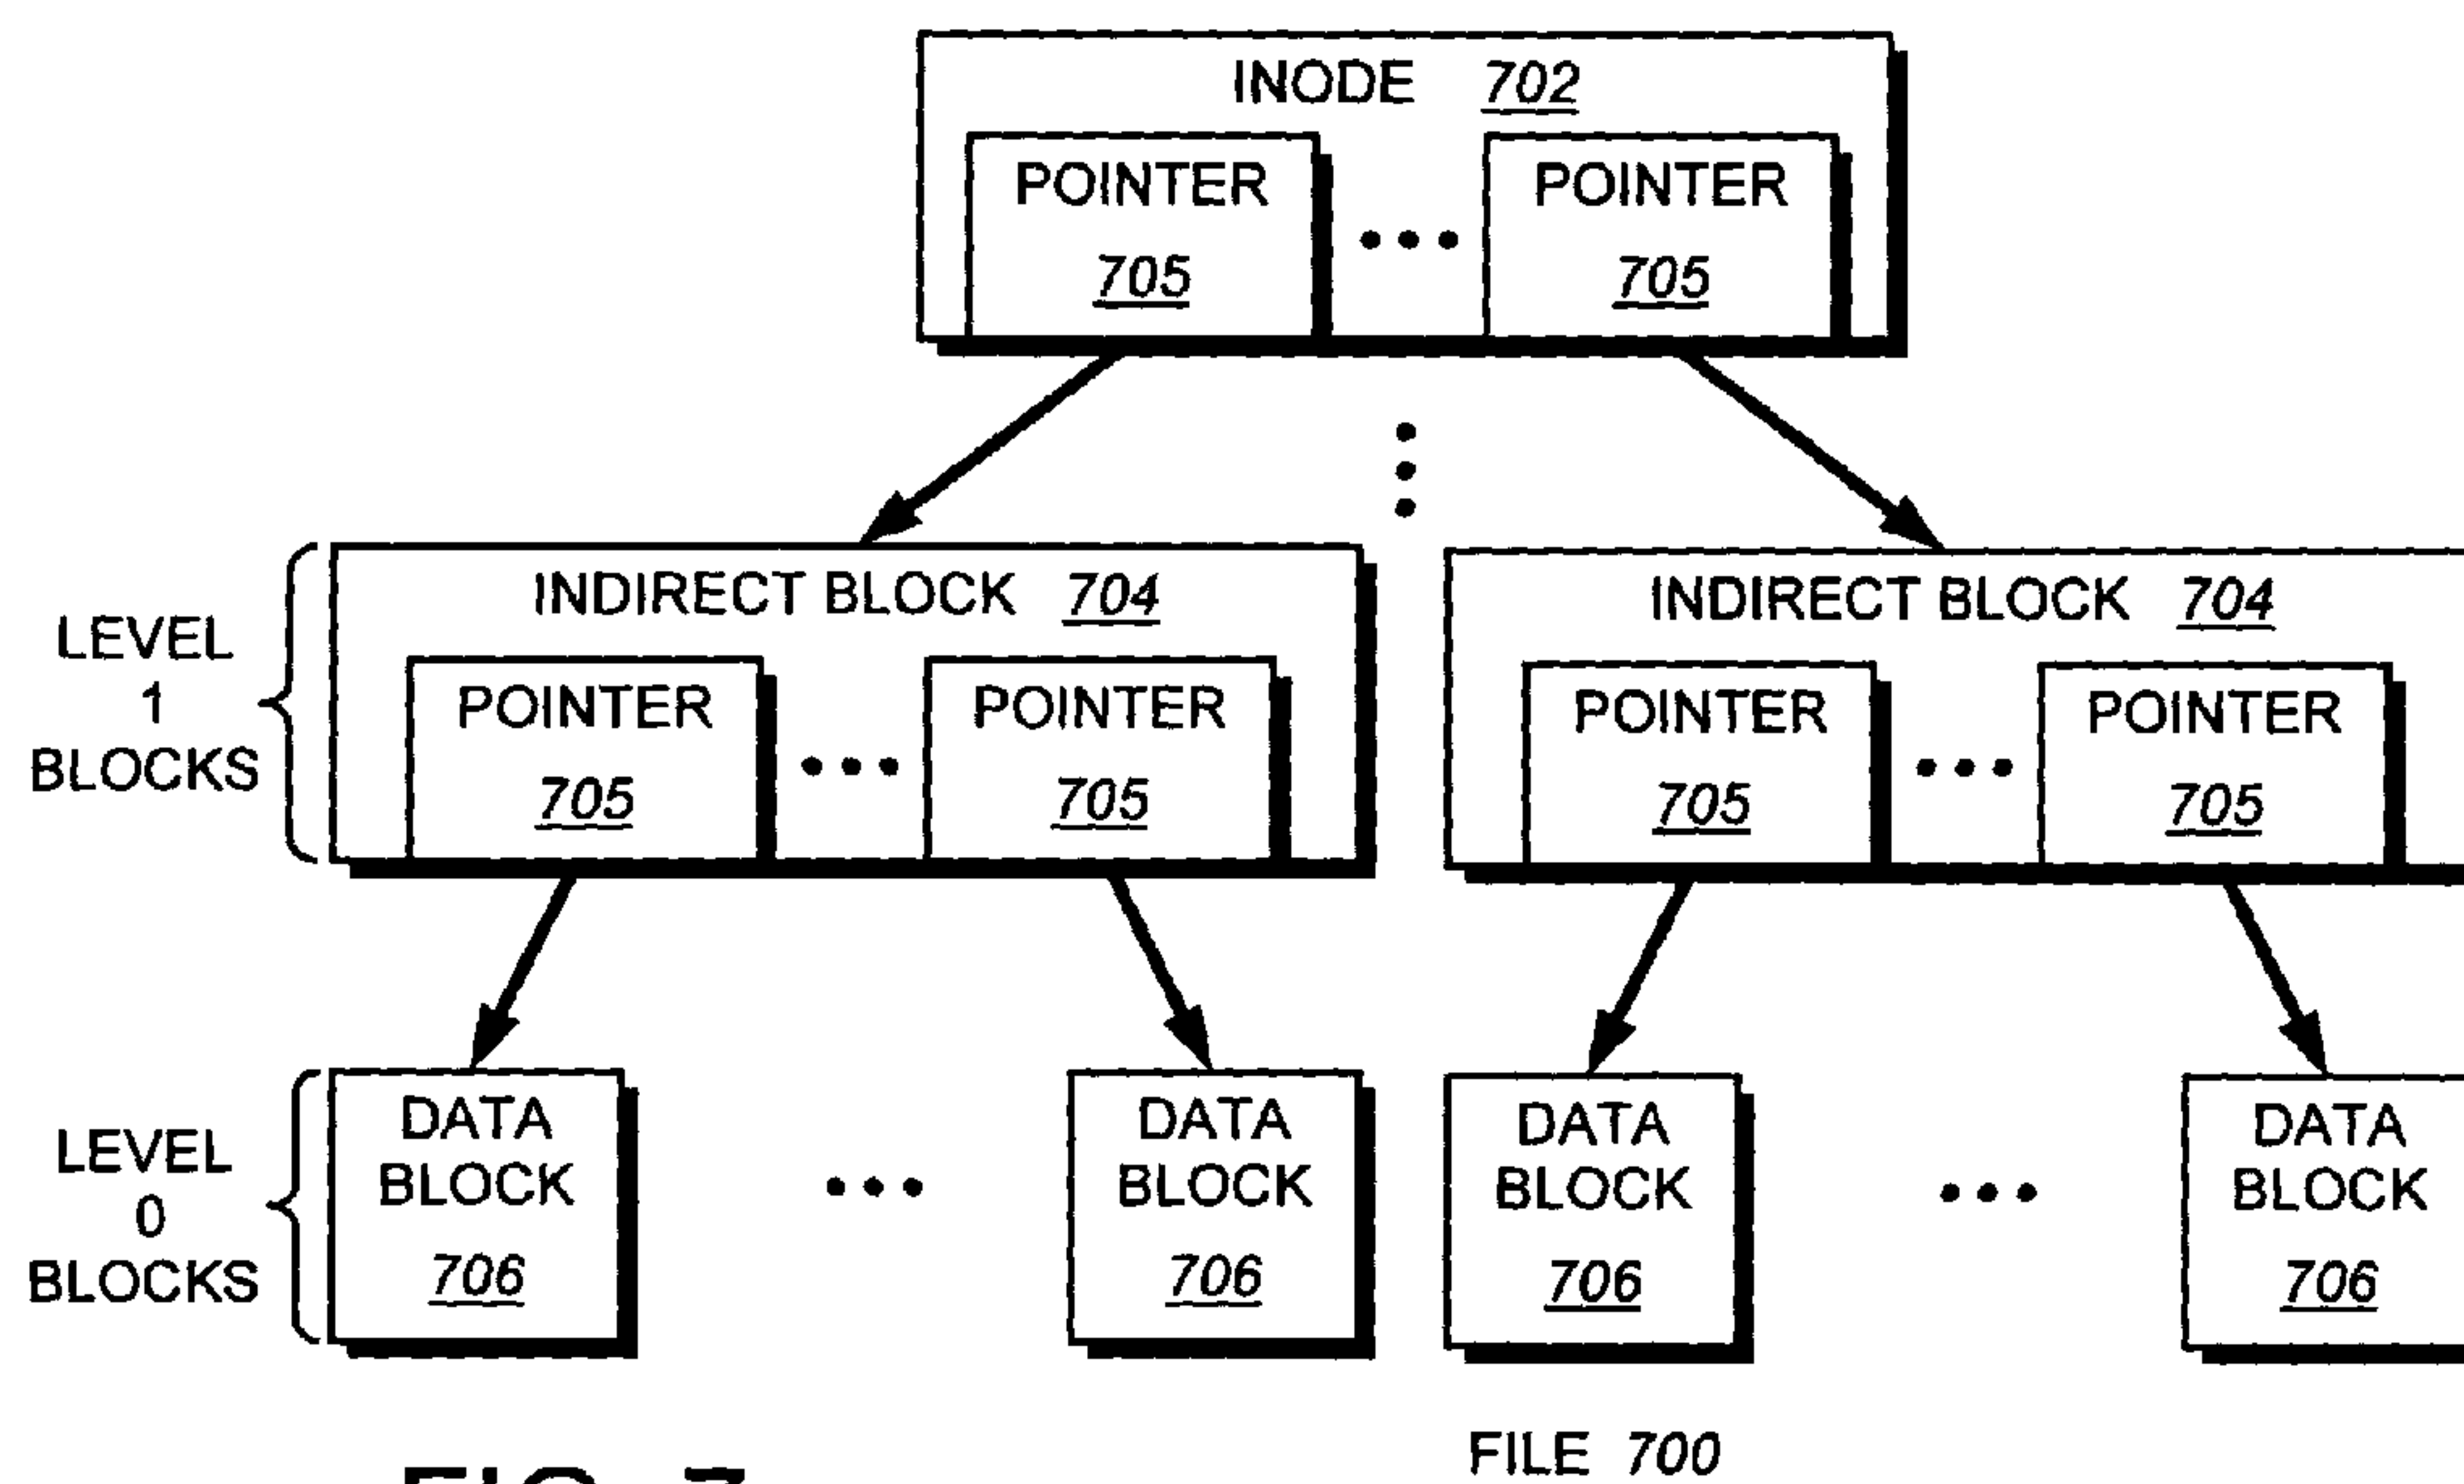 INODE 702
POINTER POINTER
••• 
705 705
INDIRECT BLOCK 704 INDIRECT BLOCK 704
LEVEL
1
BLOCKS
POINTER POINTER POINTER POINTER
••• •••
705 705 705 705
LEVEL
0
BLOCKS
DATA DATA DATA DATA
BLOCK BLOCK BLOCK BLOCK
••• •••
706 706 706 706
FILE 700